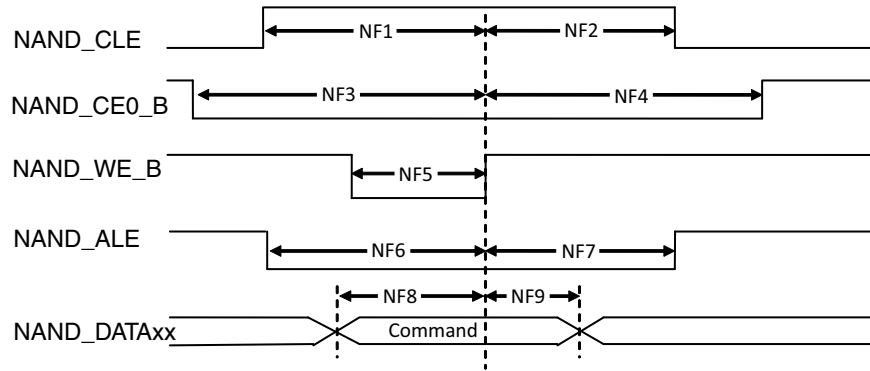 NAND_CLE NF1 NF2
NAND_CE0_B NF3 NF4
NAND_WE_B NF5
NAND_ALE NF6 NF7
NF8 NF9
NAND_DATAxx Command